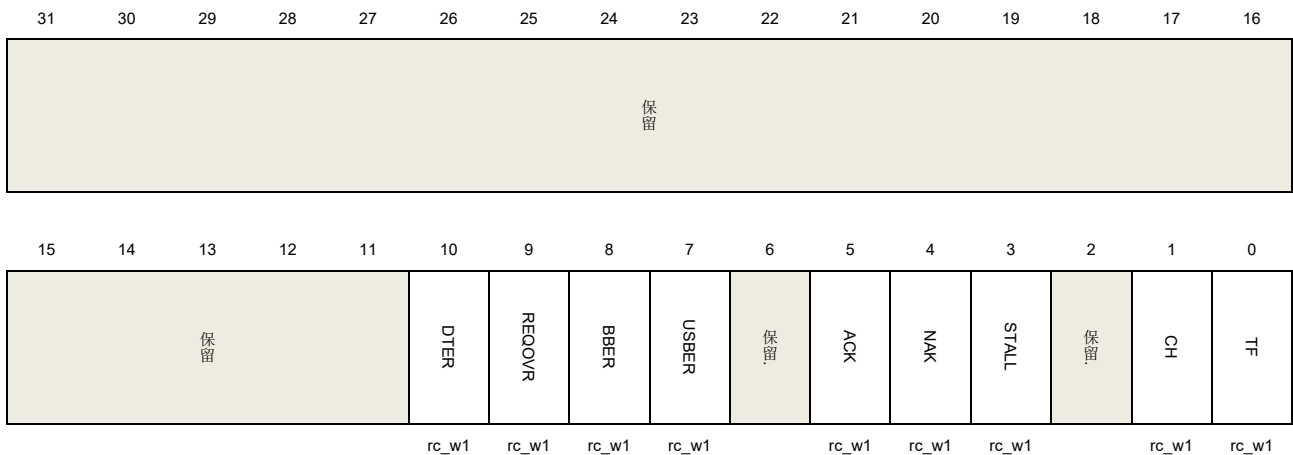 31 30 29 28 27 26 25 24 23 22 21 20 19 18 17 16
保留
15 14 13 12 11 10 9 8 7 6 5 4 3 2 1 0
保留 DTER REQOVR BBER USBER 保留. ACK NAK STALL 保留. CH TF
rc_w1 rc_w1 rc_w1 rc_w1 rc_w1 rc_w1 rc_w1 rc_w1 rc_w1